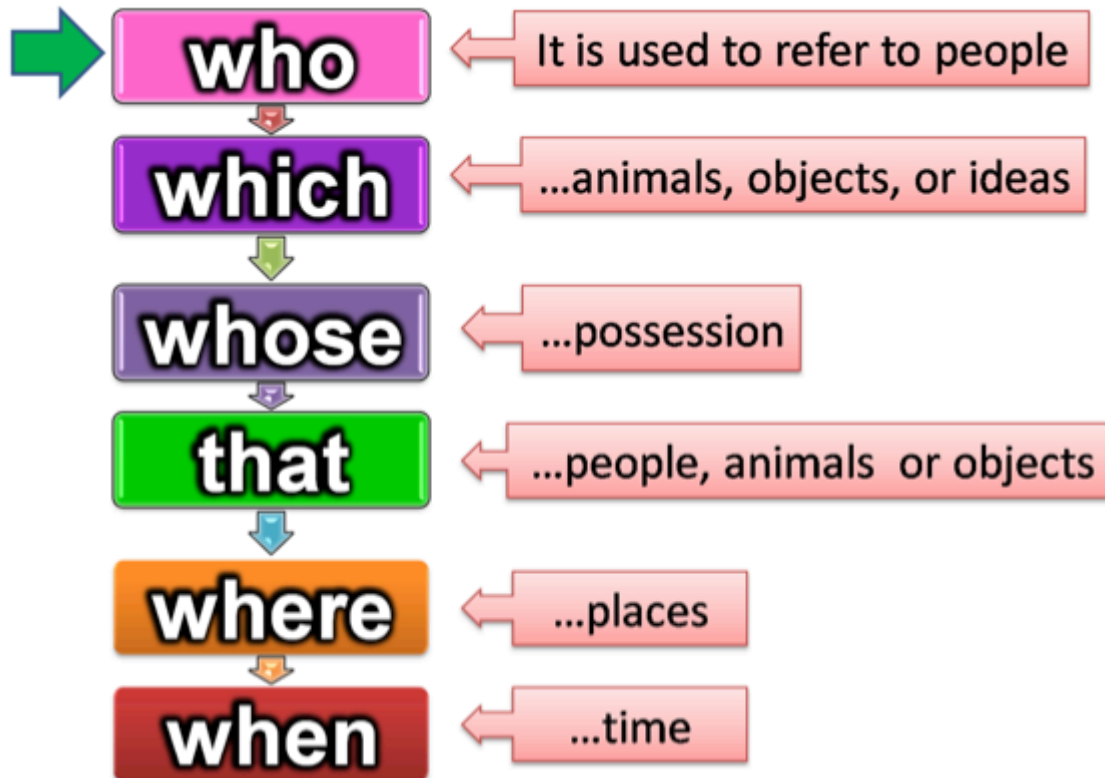 who
It is used to refer to people
which
...animals, objects, or ideas
whose
...possession
that
...people, animals or objects
where
...places
when
...time